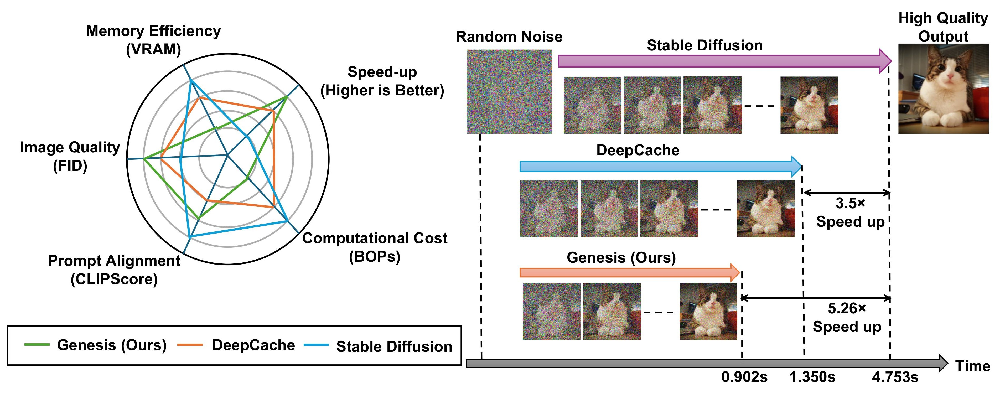 Memory Efficiency
(VRAM)
Speed-up
(Higher is Better)
Image Quality
(FID)
Computational Cost
(BOPs)
Prompt Alignment
(CLIPScore)
Genesis (Ours)
DeepCache
Stable Diffusion
Random Noise
Stable Diffusion
High Quality
Output
DeepCache
3.5×
Speed up
Genesis (Ours)
5.26×
Speed up
Time
0.902s
1.350s
4.753s